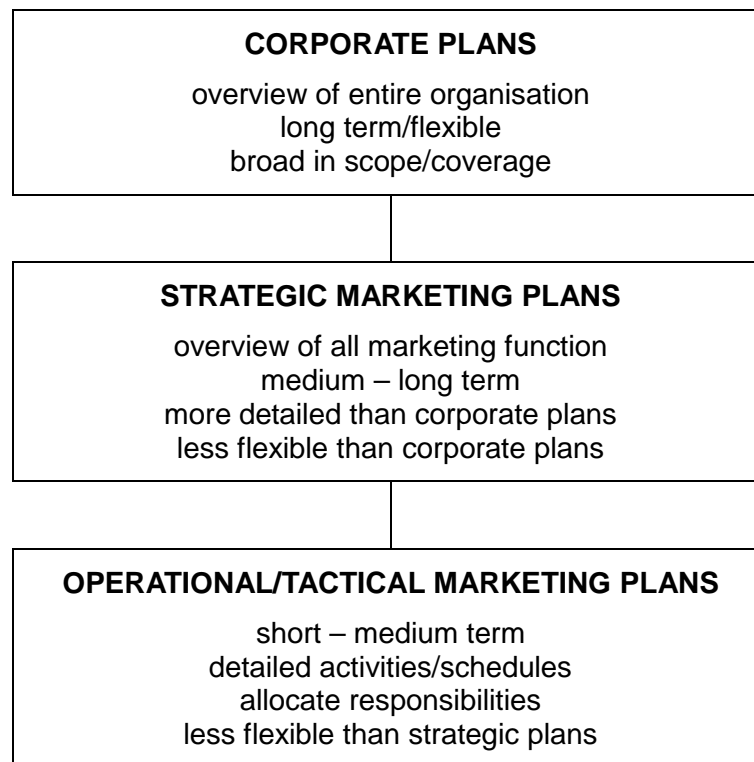 CORPORATE PLANS
overview of entire organisation
long term/flexible
broad in scope/coverage
STRATEGIC MARKETING PLANS
overview of all marketing function
medium – long term
more detailed than corporate plans
less flexible than corporate plans
OPERATIONAL/TACTICAL MARKETING PLANS
short – medium term
detailed activities/schedules
allocate responsibilities
less flexible than strategic plans